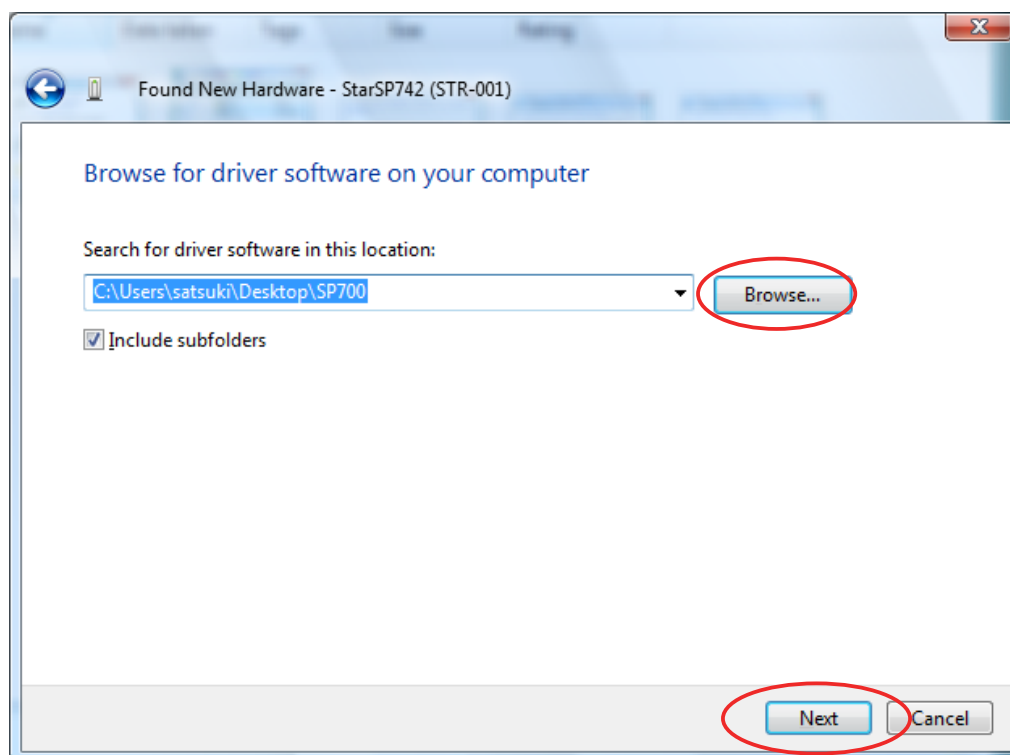 Found New Hardware - StarSP742 (STR-001)
Browse for driver software on your computer
Search for driver software in this location:
C:\Users\satsuki\Desktop\SP700
Browse...
Include subfolders
Next
Cancel